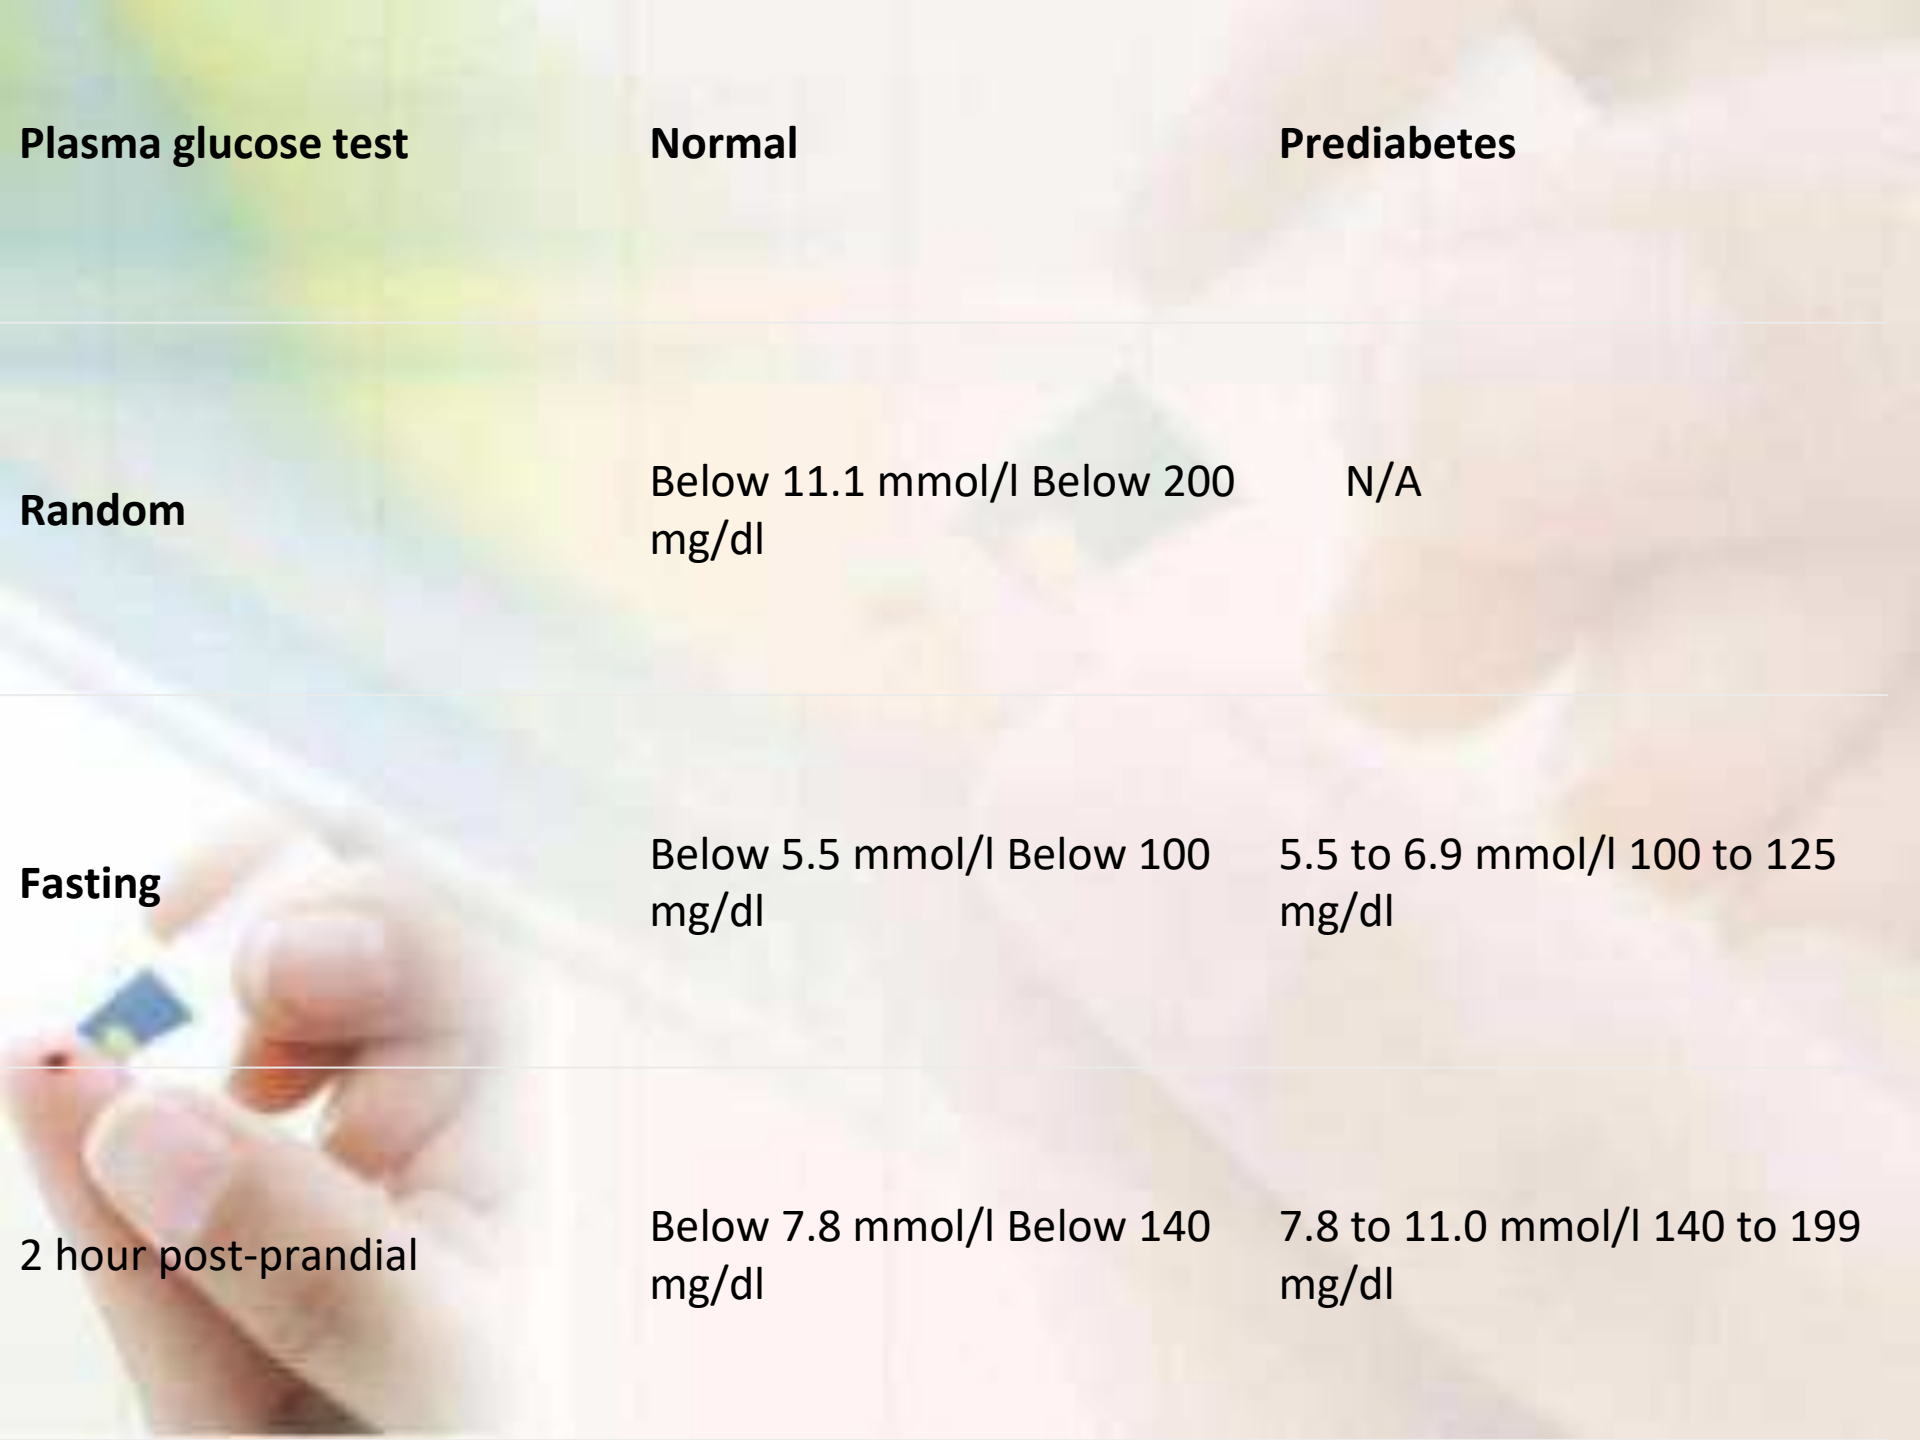 Plasma glucose test Normal Prediabetes
Random
Below 11.1 mmol/l Below 200
mg/dl
N/A
Fasting
Below 5.5 mmol/l Below 100
mg/dl
5.5 to 6.9 mmol/l 100 to 125
mg/dl
2 hour post-prandial
Below 7.8 mmol/l Below 140
mg/dl
7.8 to 11.0 mmol/l 140 to 199
mg/dl